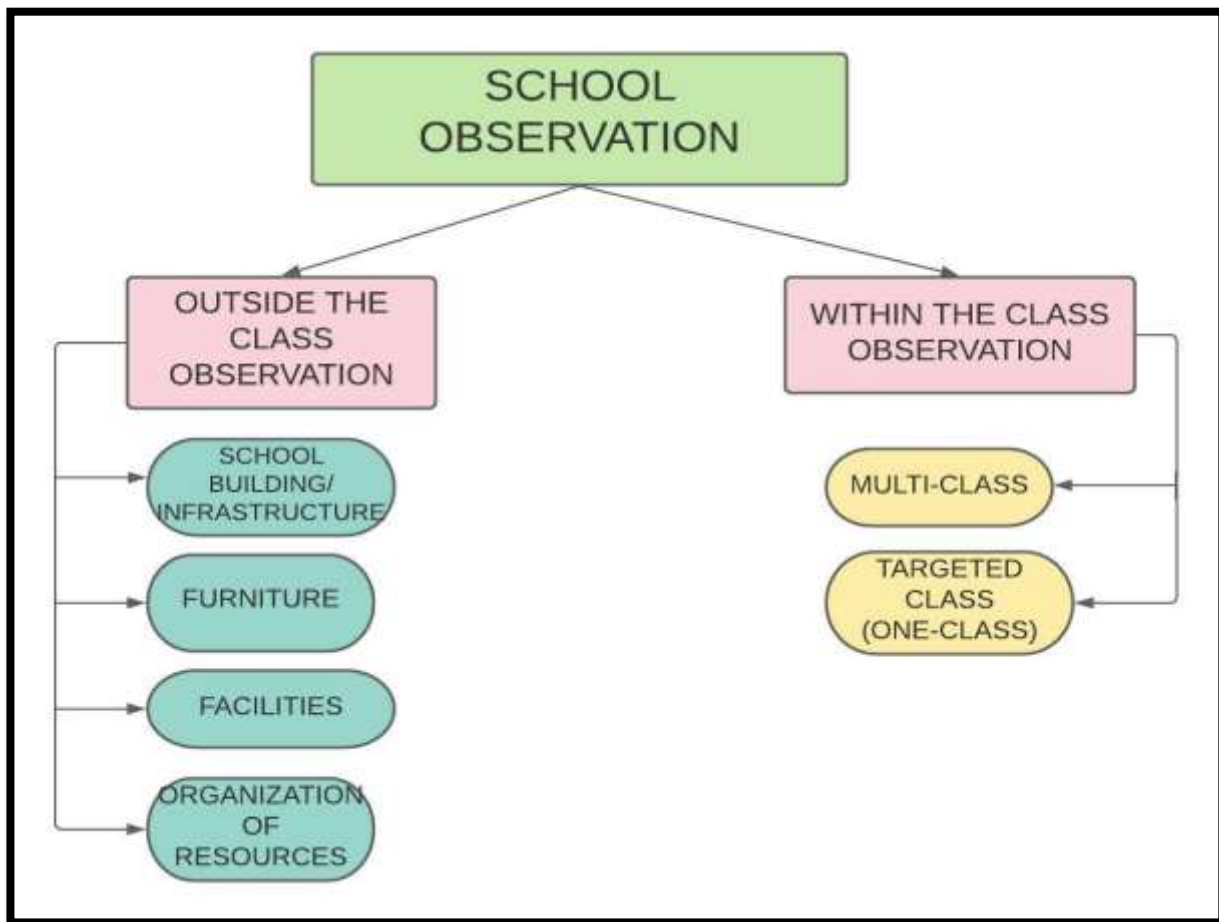 SCHOOL
OBSERVATION
OUTSIDE THE
CLASS
OBSERVATION
SCHOOL
BUILDING/
INFRASTRUCTURE
FURNITURE
FACILITIES
ORGANIZATION
OF
RESOURCES
WITHIN THE CLASS
OBSERVATION
MULTI-CLASS
TARGETED
CLASS
(ONE-CLASS)